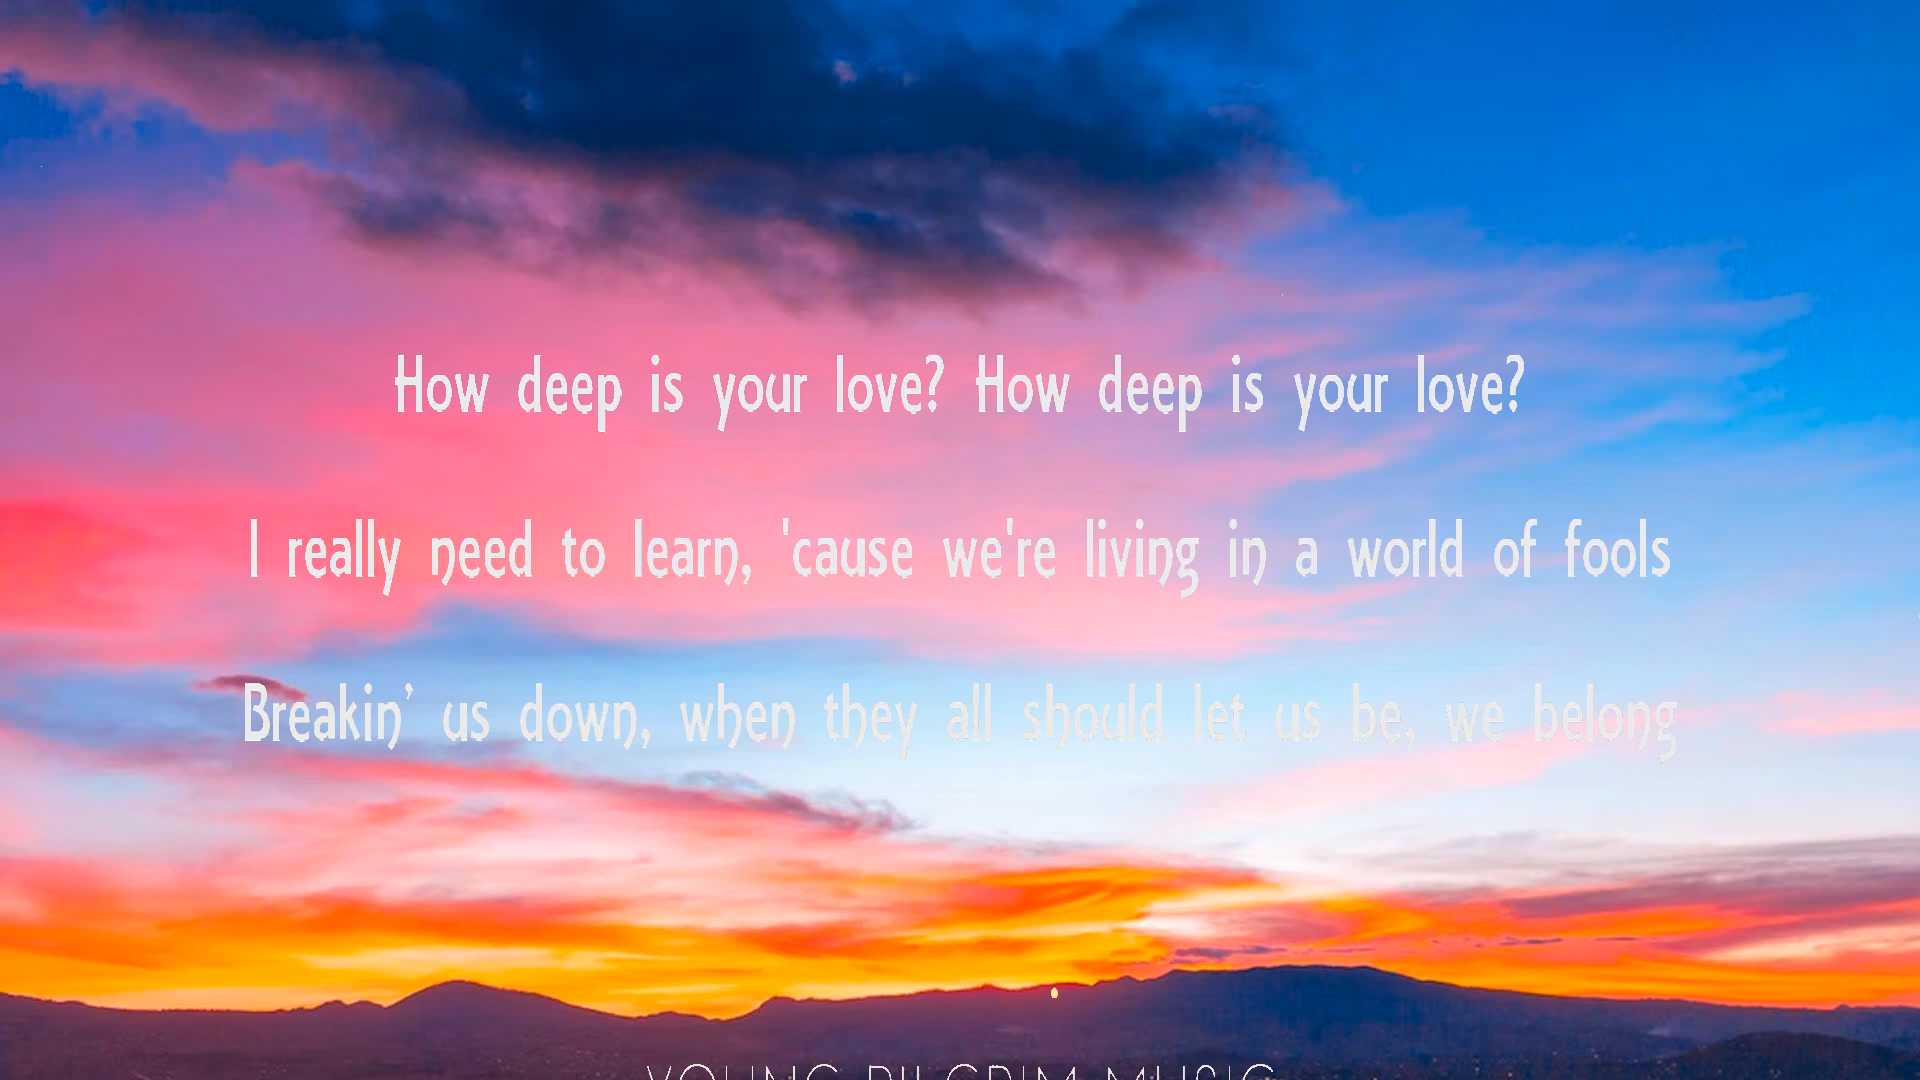 How deep is your love? How deep is your love?
I really need to learn, 'cause we're living in a world of fools
Breakin’ us down, when they all should let us be, we belong
YOUNG PILGRIM MUSIC